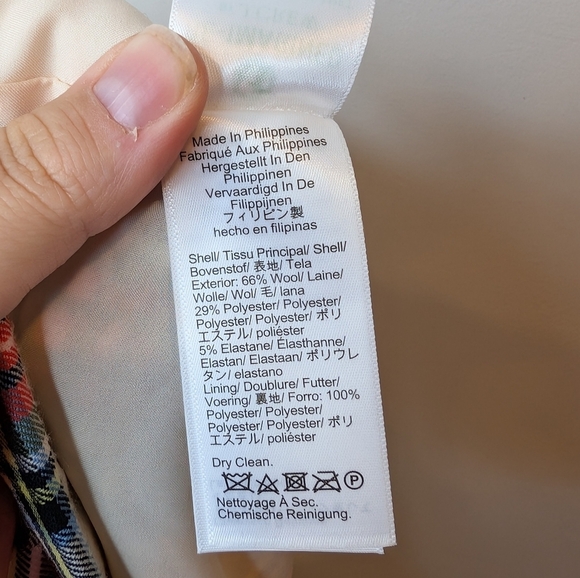 Made In Philippines
Fabriqué Aux Philippines
Hergestellt In Den
Philippinen
Vervaardigd In De
Filippijnen
フィリピン製
hecho en filipinas
Shell/ Tissu Principal/ Shell/
Bovenstof/ 表地/ Tela
Exterior: 66% Wool/ Laine/
Wolle/ Wol/ 毛/ lana
29% Polyester/ Polyester/
Polyester/ Polyester/ ポリ
エステル/ poliéster
5% Elastane/ Élasthanne/
Elastan/ Elastaan/ ポリウレ
タン/ elastano
Lining/ Doublure/ Futter/
Voering/ 裏地/ Forro: 100%
Polyester/ Polyester/
Polyester/ Polyester/ ポリ
エステル/ poliéster
Dry Clean.
P
Nettoyage À Sec.
Chemische Reinigung.